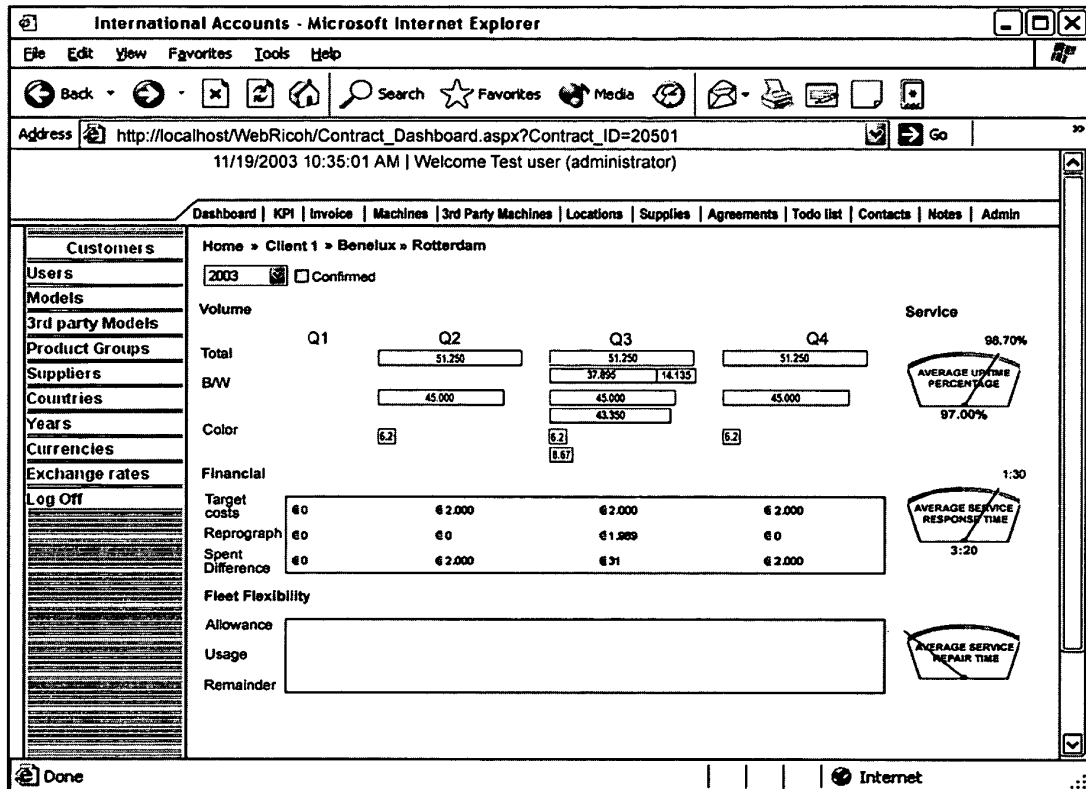 International Accounts - Microsoft Internet Explorer
File Edit View Favorites Tools Help
Back Search Favorites Media
Address http://localhost/WebRicoh/Contract_Dashboard.aspx?Contract_ID=20501 Go »
11/19/2003 10:35:01 AM | Welcome Test user (administrator)
Dashboard | KPI | Invoice | Machines | 3rd Party Machines | Locations | Supplies | Agreements | Todo list | Contacts | Notes | Admin
Customers
Users
Models
3rd party Models
Product Groups
Suppliers
Countries
Years
Currencies
Exchange rates
Log Off
Home » Client 1 » Benelux » Rotterdam
2003 Confirmed
Volume
Q1 Q2 Q3 Q4
Total 51.250 51.250 51.250
37.895 14.135
B/W 45.000 45.000 45.000
43.350
Color 6.2 6.2 6.2
8.67
Financial
Target costs €0 €2.000 €2.000 €2.000
Reprograph €0 €0 €1.969 €0
Spent
Difference €0 €2.000 €31 €2.000
Fleet Flexibility
Allowance
Usage
Remainder
Service
98.70%
AVERAGE UPTIME
PERCENTAGE
97.00%
1:30
AVERAGE SERVICE
RESPONSE TIME
3:20
AVERAGE SERVICE
REPAIR TIME
Done Internet